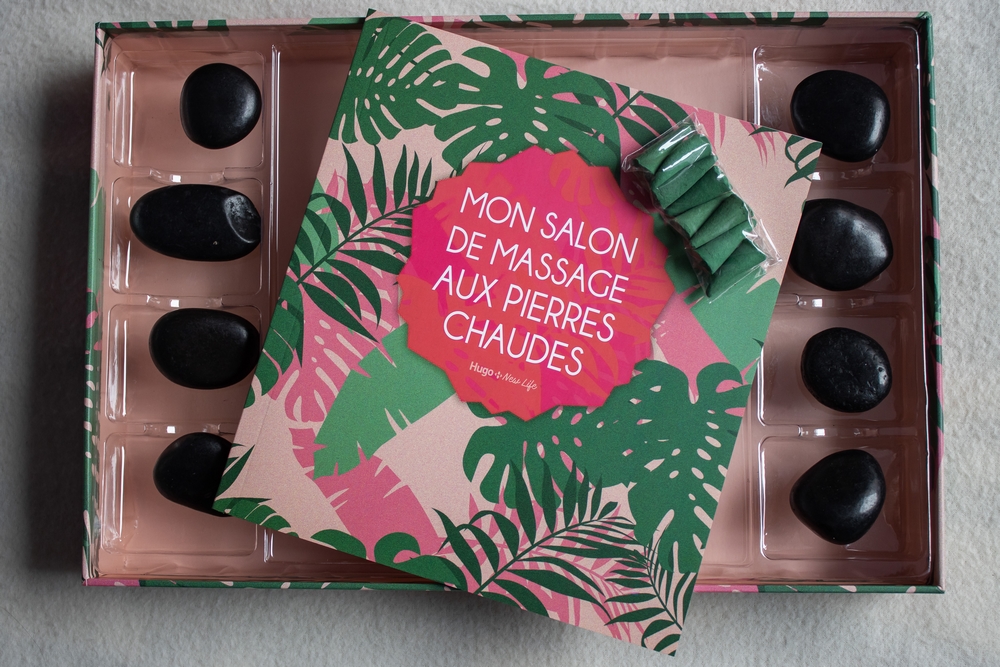 MON SALON
DE MASSAGE
AUX PIERRES
CHAUDES
Hugo New Life